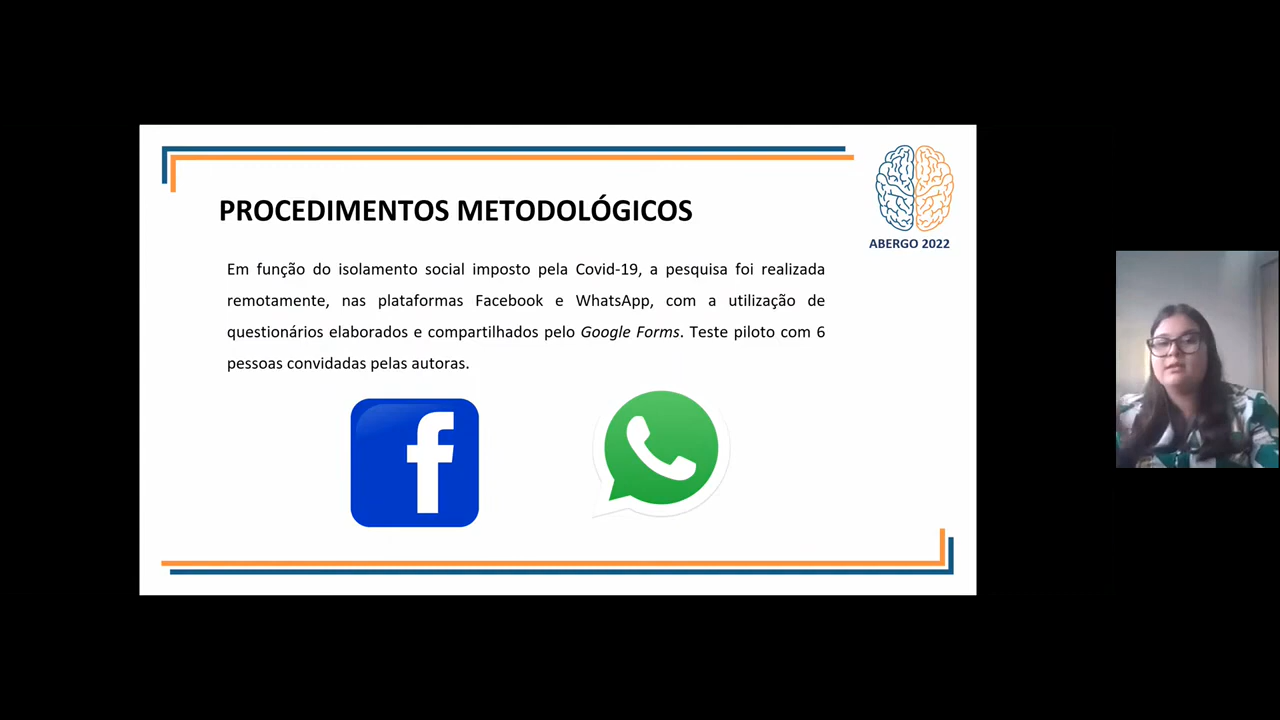 PROCEDIMENTOS METODOLÓGICOS
ABERGO 2022
Em função do isolamento social imposto pela Covid-19, a pesquisa foi realizada
remotamente, nas plataformas Facebook e WhatsApp, com a utilização de
questionários elaborados e compartilhados pelo Google Forms. Teste piloto com 6
pessoas convidadas pelas autoras.